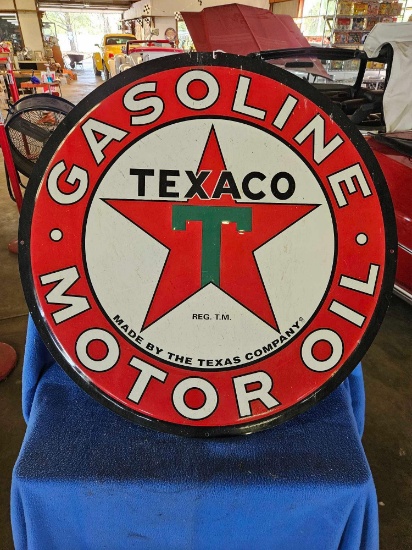 GASOLINE
TEXACO
T
REG. T.M.
MADE BY THE TEXAS COMPANY®
• MOTOR OIL •